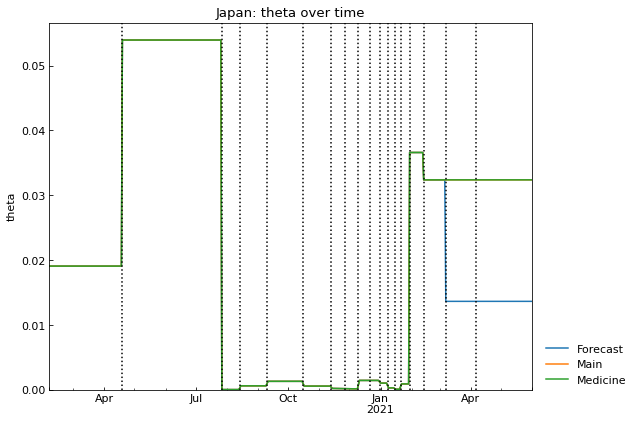 Japan: theta over time
theta
0.05
0.04
0.03
0.02
0.01
0.00
Apr Jul Oct Jan Apr
2021
Forecast
Main
Medicine